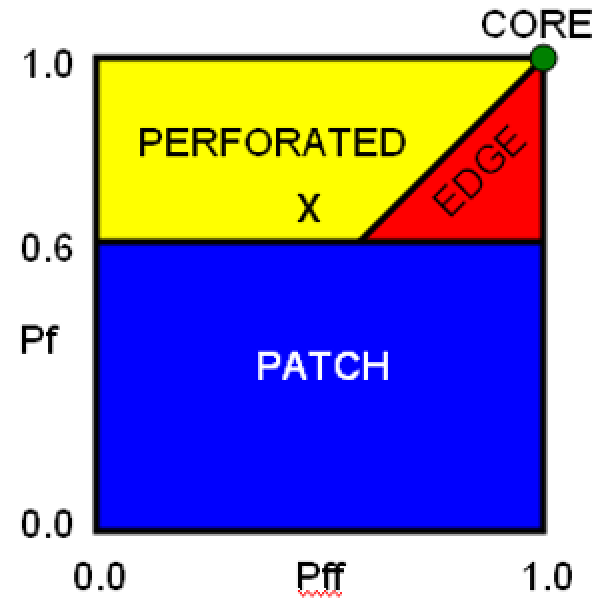 CORE
1.0
PERFORATED
EDGE
X
0.6
Pf
PATCH
0.0
0.0 Pff 1.0